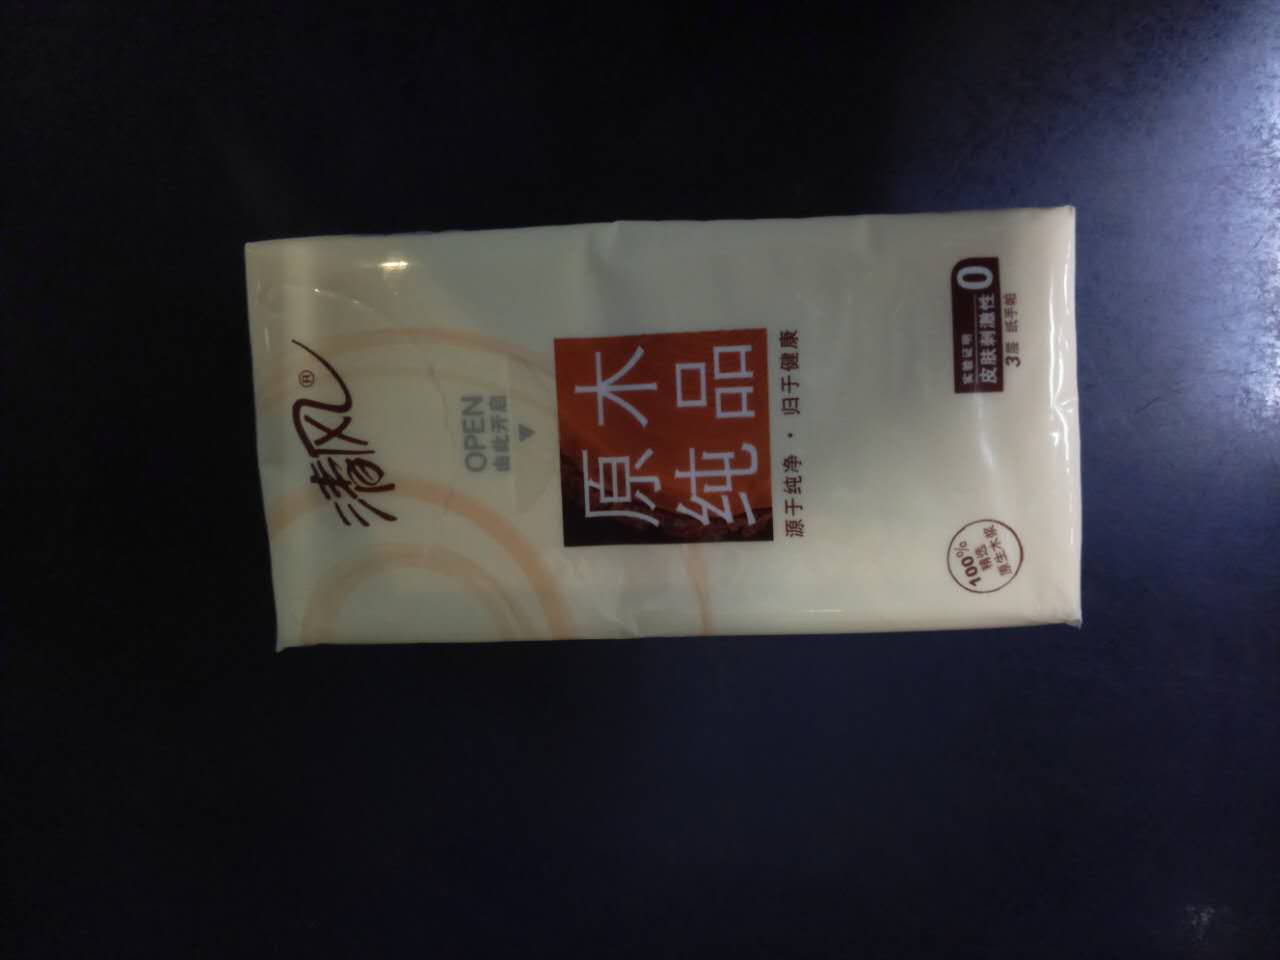 清风®
OPEN
由此开启
原木
纯品
源于纯净·归于健康
实验证明
皮肤刺激性0
3层 纸手帕
100%
精选
原生木浆